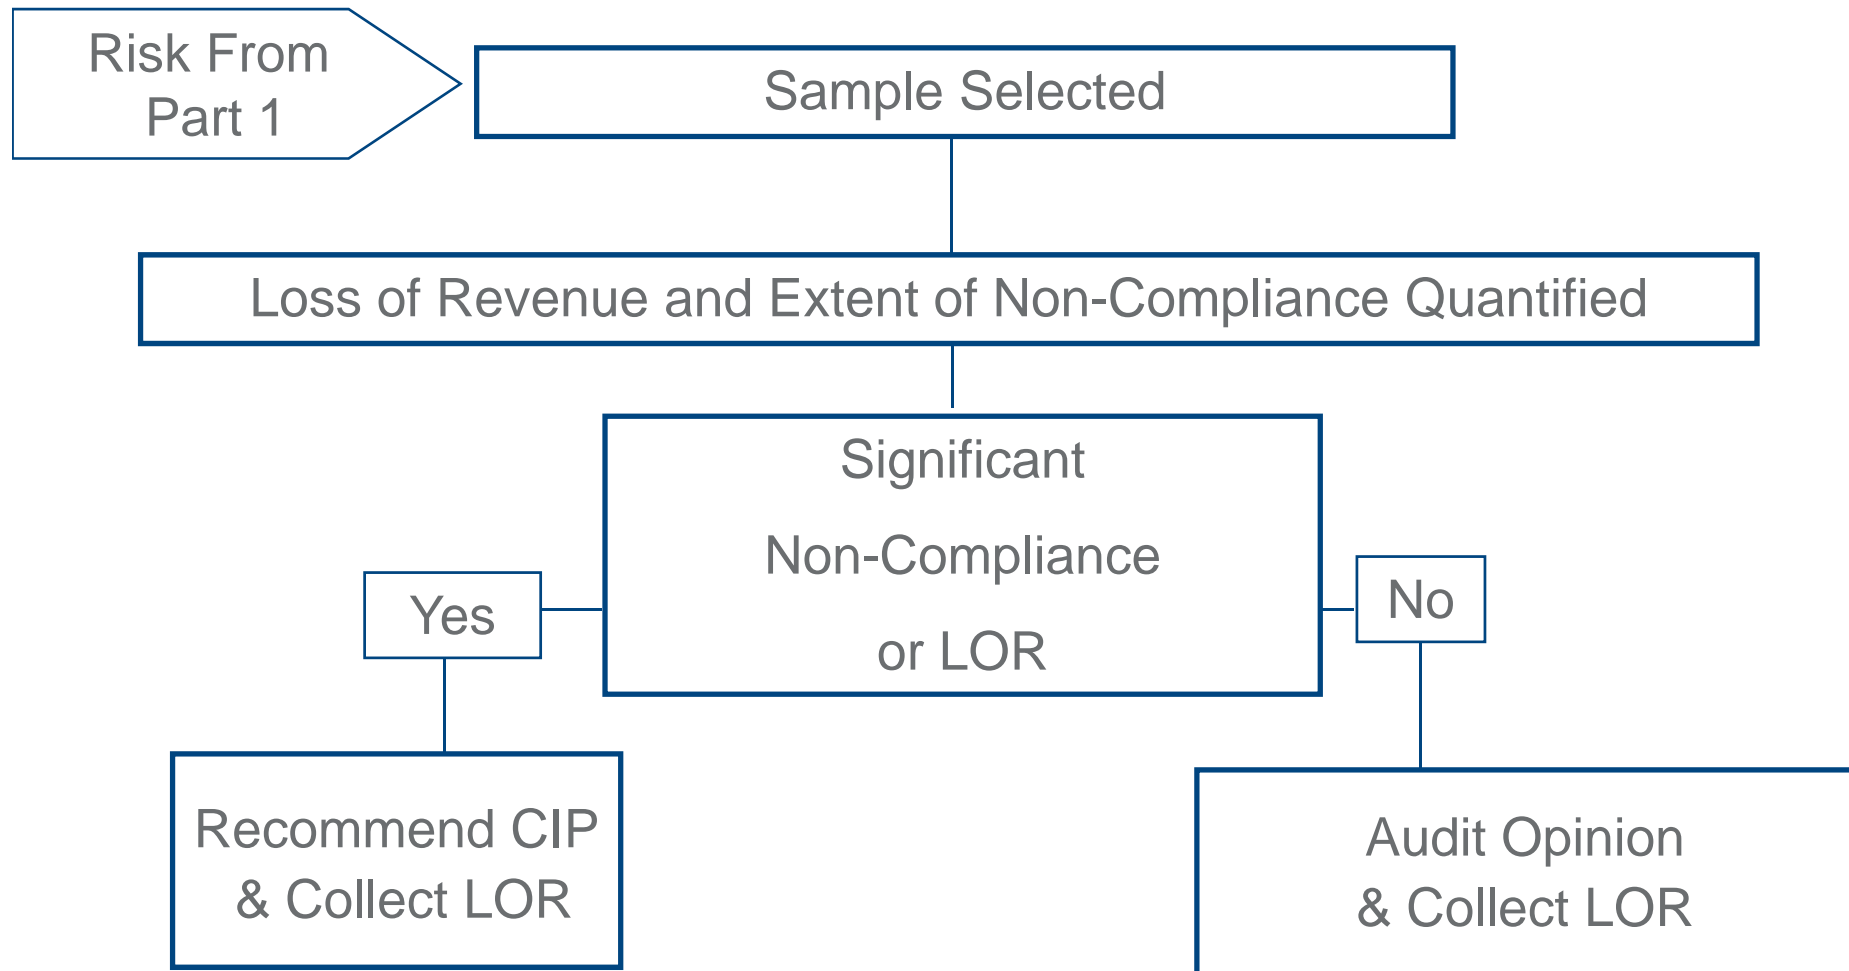 Risk From
Part 1
Sample Selected
Loss of Revenue and Extent of Non-Compliance Quantified
Significant
Non-Compliance
or LOR
Yes
No
Recommend CIP
& Collect LOR
Audit Opinion
& Collect LOR